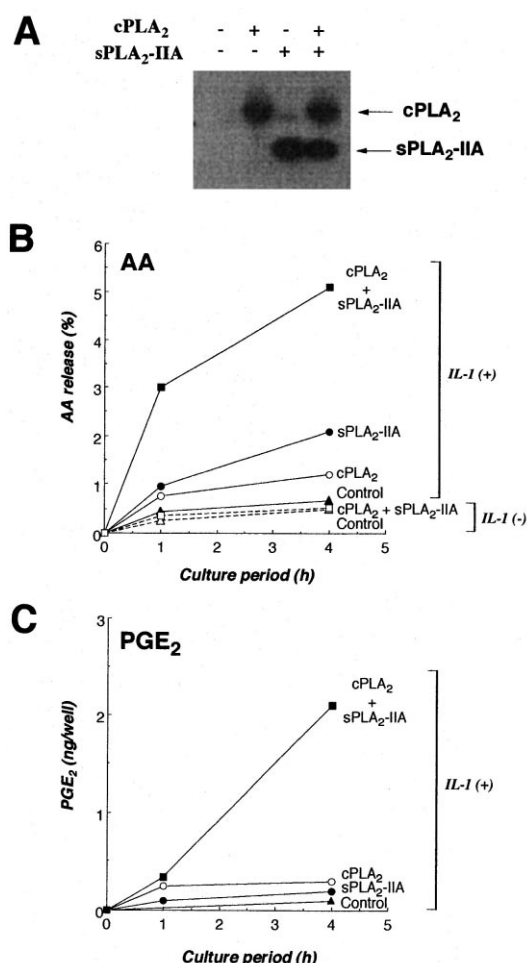 A
cPLA₂ - + - +
sPLA₂-IIA - - + +
cPLA₂
sPLA₂-IIA
B
AA
AA release (%)
6
5
4
3
2
1
0
0 1 2 3 4 5
Culture period (h)
cPLA₂
+
sPLA₂-IIA
sPLA₂-IIA
cPLA₂
Control
cPLA₂ + sPLA₂-IIA
Control
IL-1 (+)
IL-1 (-)
C
PGE₂
PGE₂ (ng/well)
3
2
1
0
0 1 2 3 4 5
Culture period (h)
cPLA₂
+
sPLA₂-IIA
cPLA₂
sPLA₂-IIA
Control
IL-1 (+)